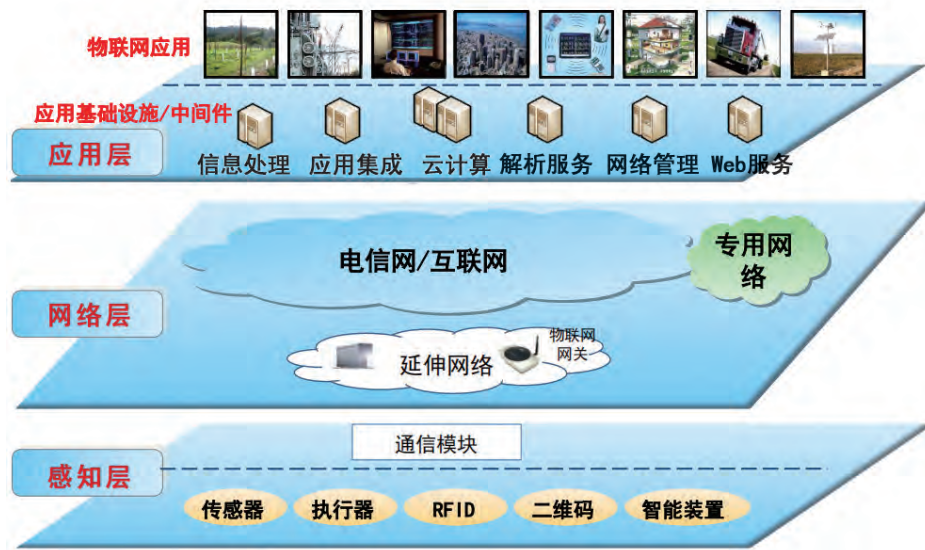 物联网应用
应用基础设施/中间件
应用层
信息处理 应用集成 云计算 解析服务 网络管理 Web服务
电信网/互联网
专用网
络
网络层
物联网
网关
延伸网络
通信模块
感知层
传感器 执行器 RFID 二维码 智能装置